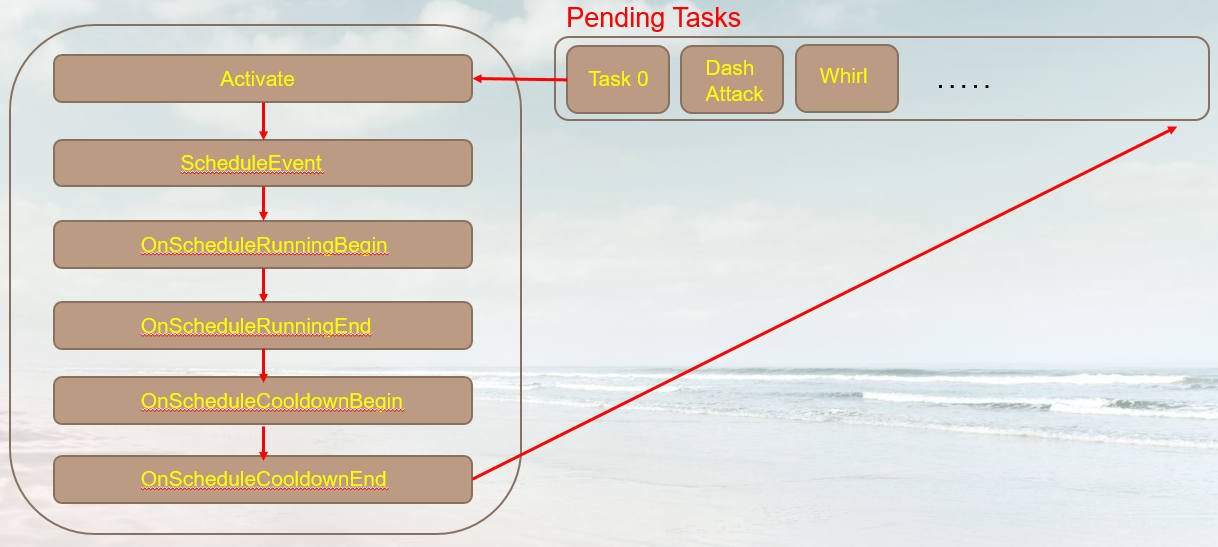 Pending Tasks
Activate
Task 0
Dash
Attack
Whirl
.....
ScheduleEvent
OnScheduleRunningBegin
OnScheduleRunningEnd
OnScheduleCooldownBegin
OnScheduleCooldownEnd